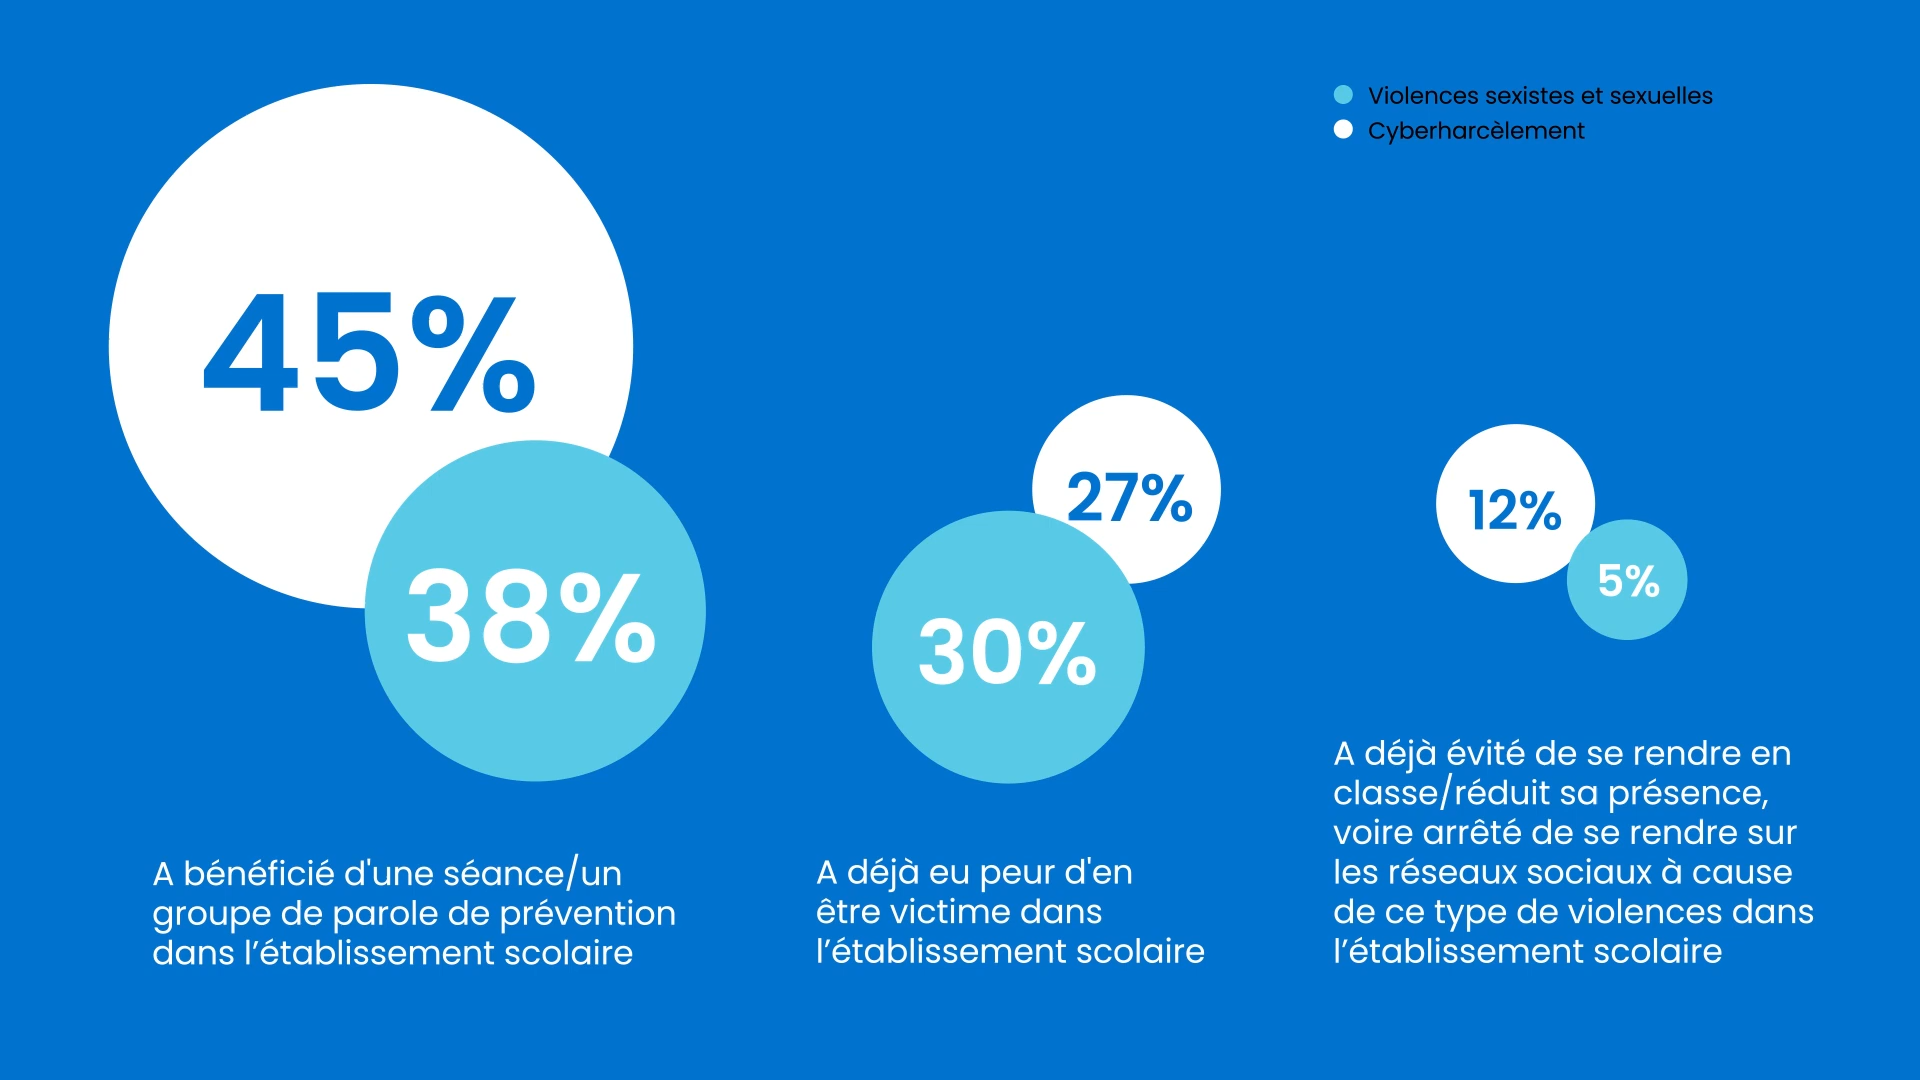 Violences sexistes et sexuelles
Cyberharcèlement
45%
38%
27%
30%
12%
5%
A bénéficié d'une séance/un
groupe de parole de prévention
dans l’établissement scolaire
A déjà eu peur d'en
être victime dans
l’établissement scolaire
A déjà évité de se rendre en
classe/réduit sa présence,
voire arrêté de se rendre sur
les réseaux sociaux à cause
de ce type de violences dans
l’établissement scolaire